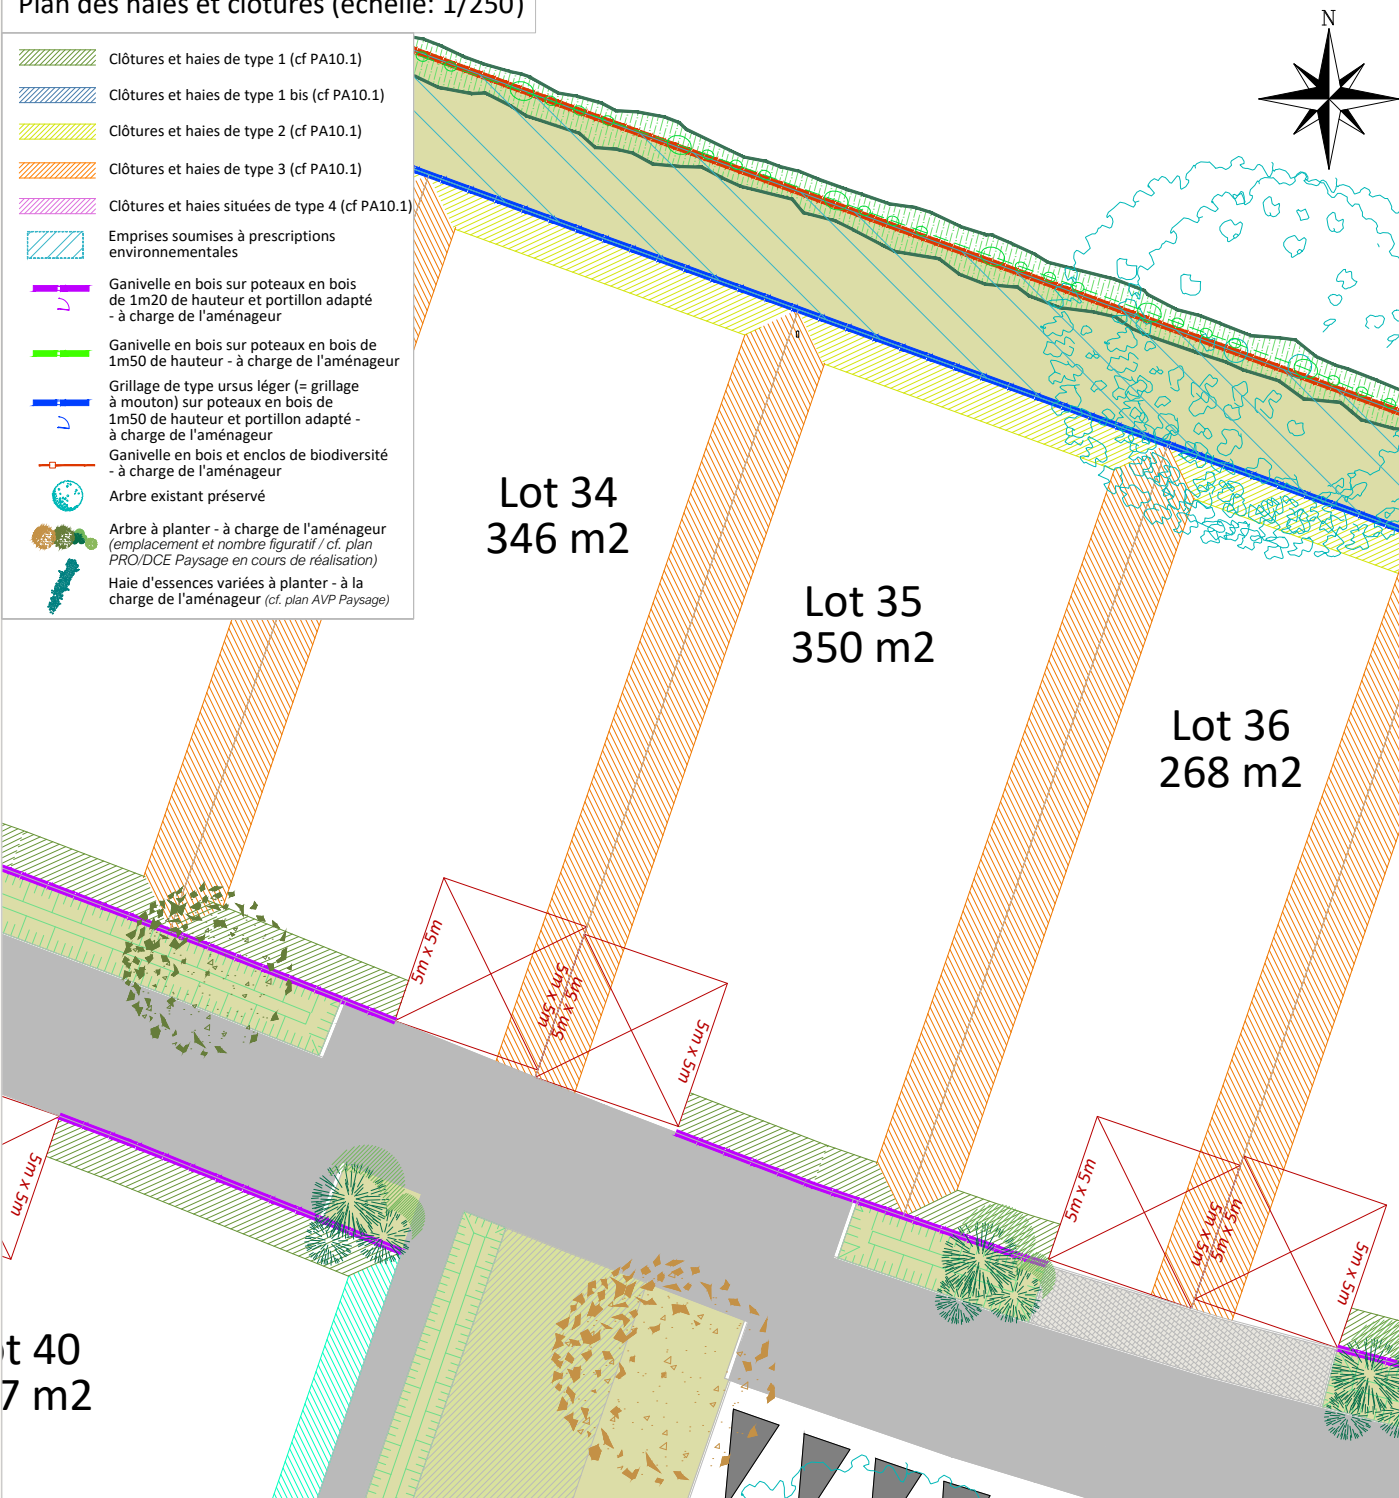 Plan des haies et clôtures (échelle: 1/250)
Clôtures et haies de type 1 (cf PA10.1)
Clôtures et haies de type 1 bis (cf PA10.1)
Clôtures et haies de type 2 (cf PA10.1)
Clôtures et haies de type 3 (cf PA10.1)
Clôtures et haies situées de type 4 (cf PA10.1)
Emprises soumises à prescriptions
environnementales
Ganivelle en bois sur poteaux en bois
de 1m20 de hauteur et portillon adapté
- à charge de l'aménageur
Ganivelle en bois sur poteaux en bois de
1m50 de hauteur - à charge de l'aménageur
Grillage de type ursus léger (= grillage
à mouton) sur poteaux en bois de
1m50 de hauteur et portillon adapté -
à charge de l'aménageur
Ganivelle en bois et enclos de biodiversité
- à charge de l'aménageur
Arbre existant préservé
Arbre à planter - à charge de l'aménageur
(emplacement et nombre figuratif / cf. plan
PRO/DCE Paysage en cours de réalisation)
Haie d'essences variées à planter - à la
charge de l'aménageur (cf. plan AVP Paysage)
N
Lot 34
346 m2
Lot 35
350 m2
Lot 36
268 m2
5m x 5m
5m x 5m
5m x 5m
5m x 5m
5m x 5m
5m x 5m
5m x 5m
5m x 5m
5m x 5m
ot 40
7 m2